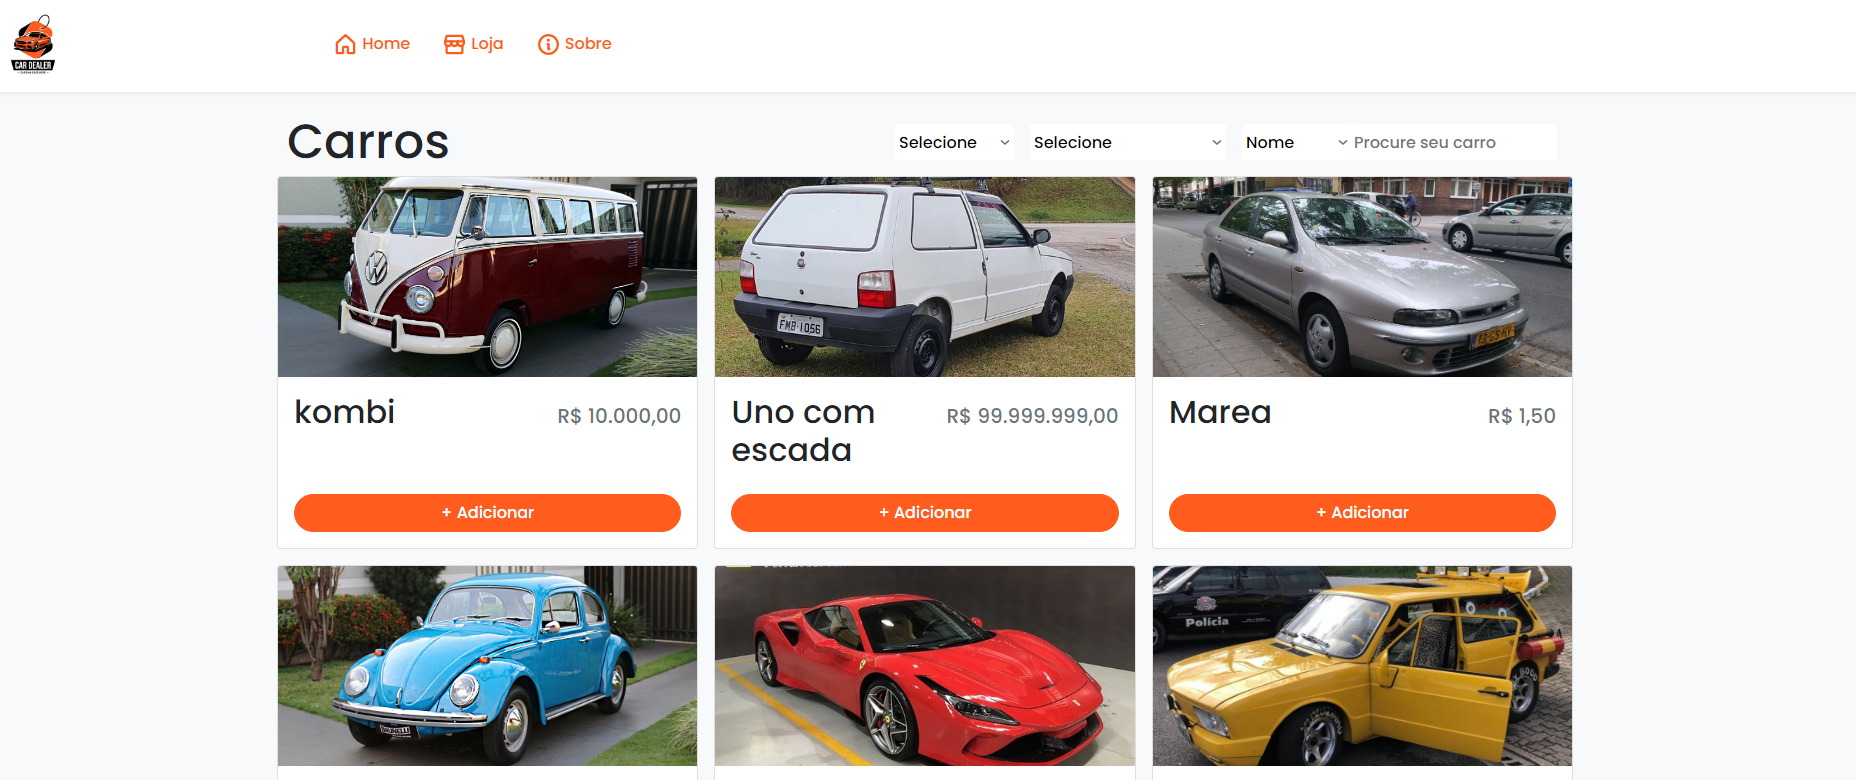 CAR DEALER
Home
Loja
Sobre
Carros
Selecione
Selecione
Nome
Procure seu carro
FMB-1056
kombi
R$ 10.000,00
Uno com
escada
R$ 99.999.999,00
Marea
R$ 1,50
+ Adicionar
+ Adicionar
+ Adicionar
Polícia